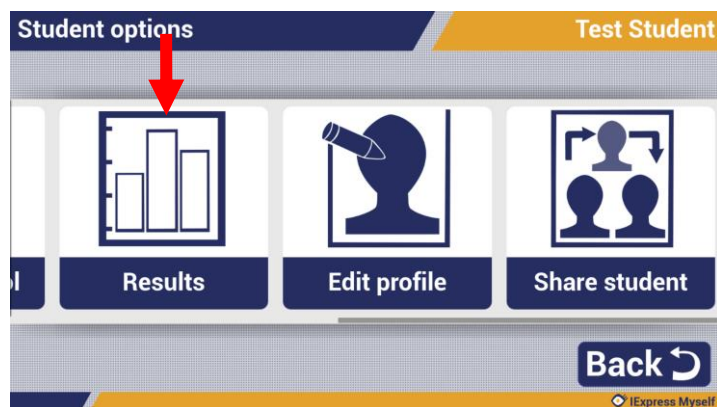 Student options
Test Student
l
Results
Edit profile
Share student
Back
IExpress Myself